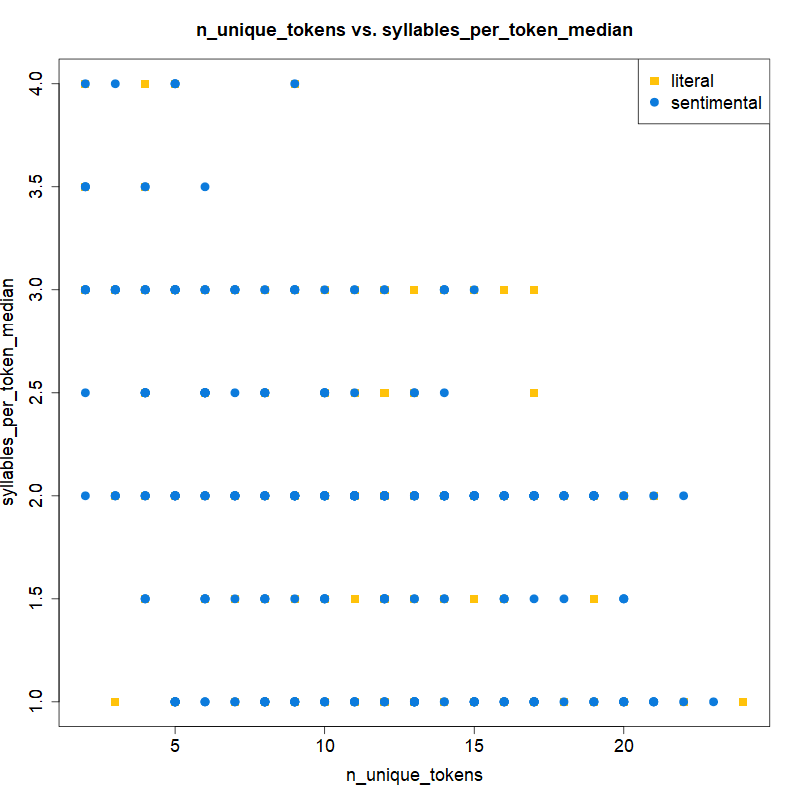 n_unique_tokens vs. syllables_per_token_median
literal
sentimental
syllables_per_token_median
4.0
3.5
3.0
2.5
2.0
1.5
1.0
5
10
15
20
n_unique_tokens